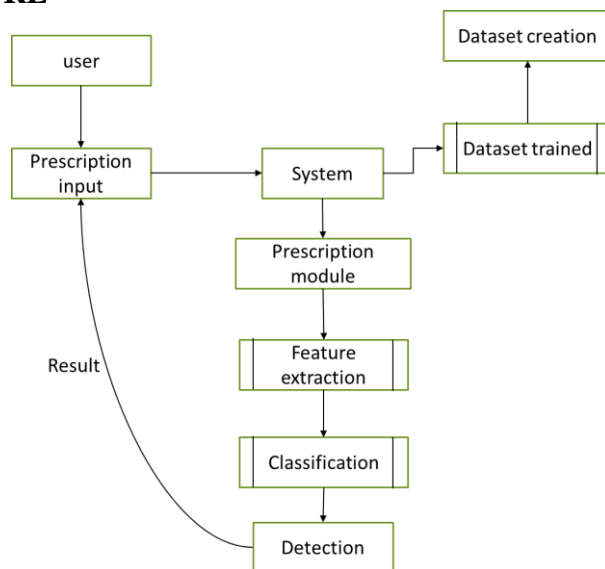 Dataset creation
user
Dataset trained
Prescription
input
System
Prescription
module
Result
Feature
extraction
Classification
Detection